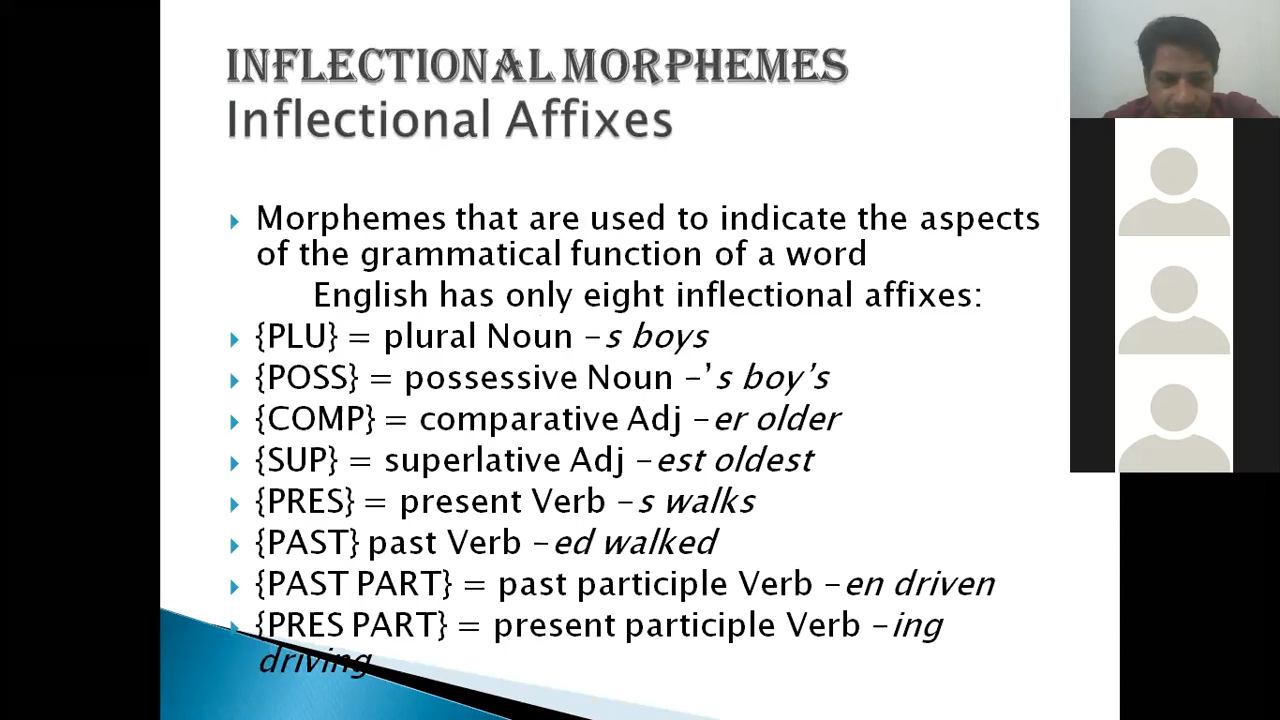 INFLECTIONAL MORPHEMES
Inflectional Affixes
Morphemes that are used to indicate the aspects
of the grammatical function of a word
English has only eight inflectional affixes:
{PLU} = plural Noun -s boys
{POSS} = possessive Noun -'s boy's
{COMP} = comparative Adj -er older
{SUP} = superlative Adj -est oldest
{PRES} = present Verb -s walks
{PAST} past Verb -ed walked
{PAST PART} = past participle Verb -en driven
{PRES PART} = present participle Verb -ing
driving